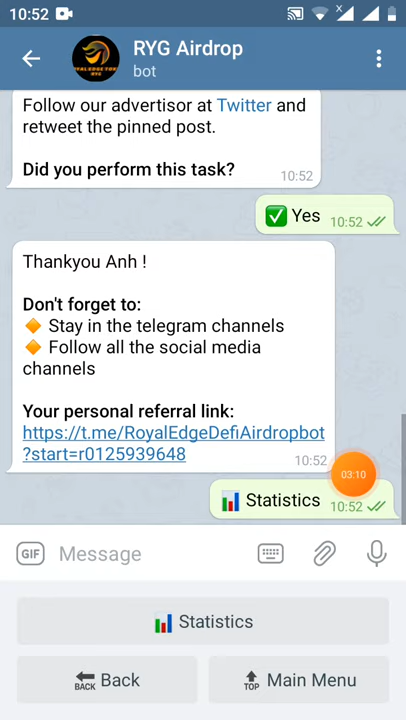 10:52
RYG Airdrop
bot
Follow our advertisor at Twitter and
retweet the pinned post.
Did you perform this task?
10:52
✅ Yes 10:52
Thankyou Anh !
Don't forget to:
🔸 Stay in the telegram channels
🔸 Follow all the social media
channels
Your personal referral link:
https://t.me/RoyalEdgeDefiAirdropbot
?start=r0125939648
10:52
03:10
📊 Statistics 10:52
GIF Message
📊 Statistics
🔙 Back
🔝 Main Menu